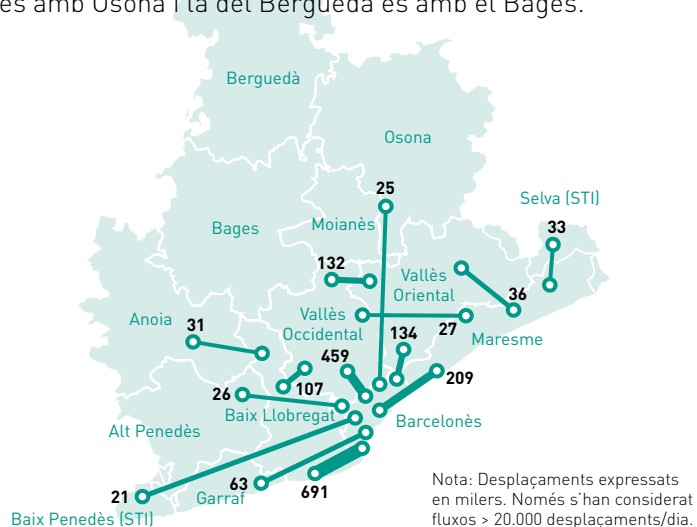 és amb Osona i la del Berguedà és amb el Bages.
Berguedà
Osona
25
Selva (STI)
33
Bages
Moianès
132
Vallès
Oriental
36
Anoia
31
Vallès
Occidental
27
134
Maresme
459
209
107
26
Baix Llobregat
Barcelonès
Alt Penedès
63
21
Garraf
691
Baix Penedès (STI)
Nota: Desplaçaments expressats
en milers. Només s'han considerat
fluxos > 20.000 desplaçaments/dia.